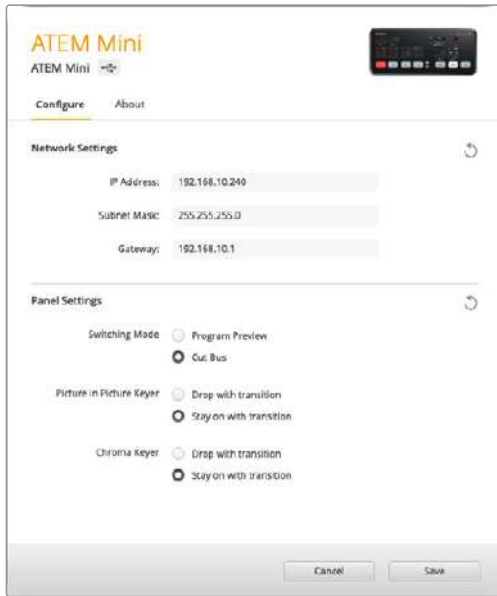 ATEM Mini
ATEM Mini
Configure About
Network Settings
IP Address: 192.168.10.240
Subnet Mask: 255.255.255.0
Gateway: 192.168.10.1
Panel Settings
Switching Mode Program Preview
Cut Bus
Picture in Picture Keyer Drop with transition
Stay on with transition
Chroma Keyer Drop with transition
Stay on with transition
Cancel Save